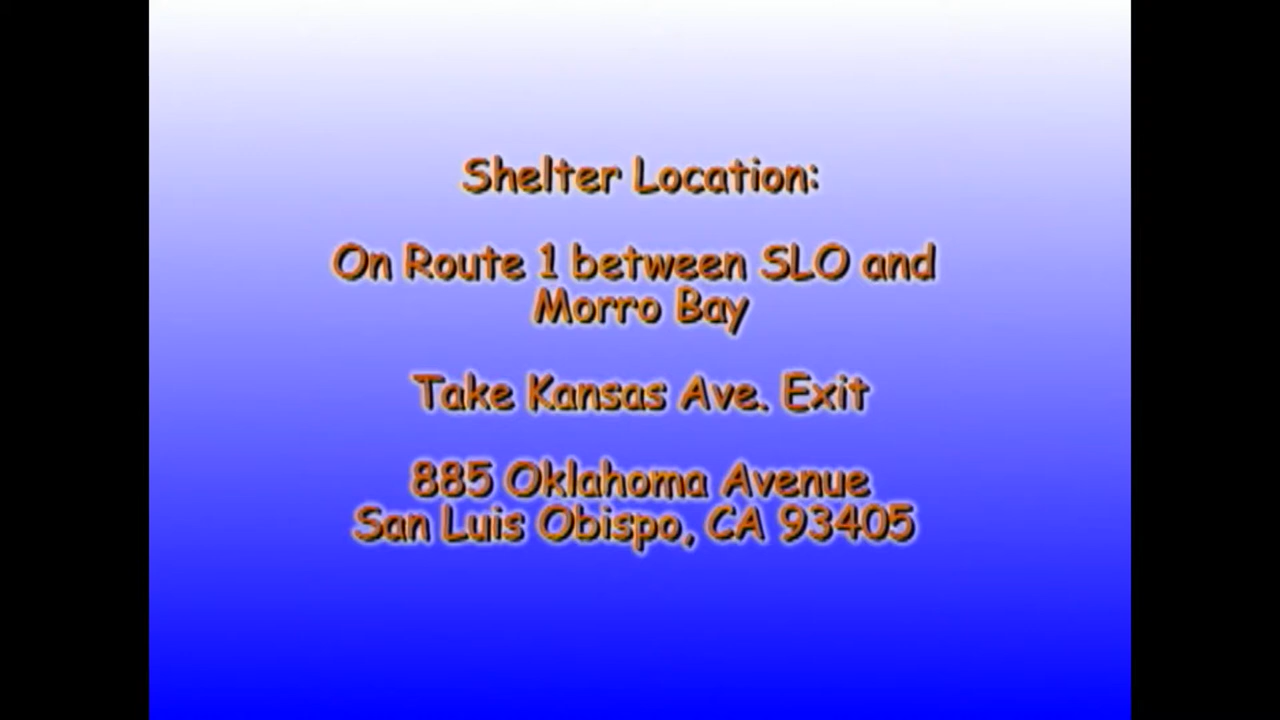 Shelter Location:
On Route 1 between SLO and
Morro Bay
Take Kansas Ave. Exit
885 Oklahoma Avenue
San Luis Obispo, CA 93405